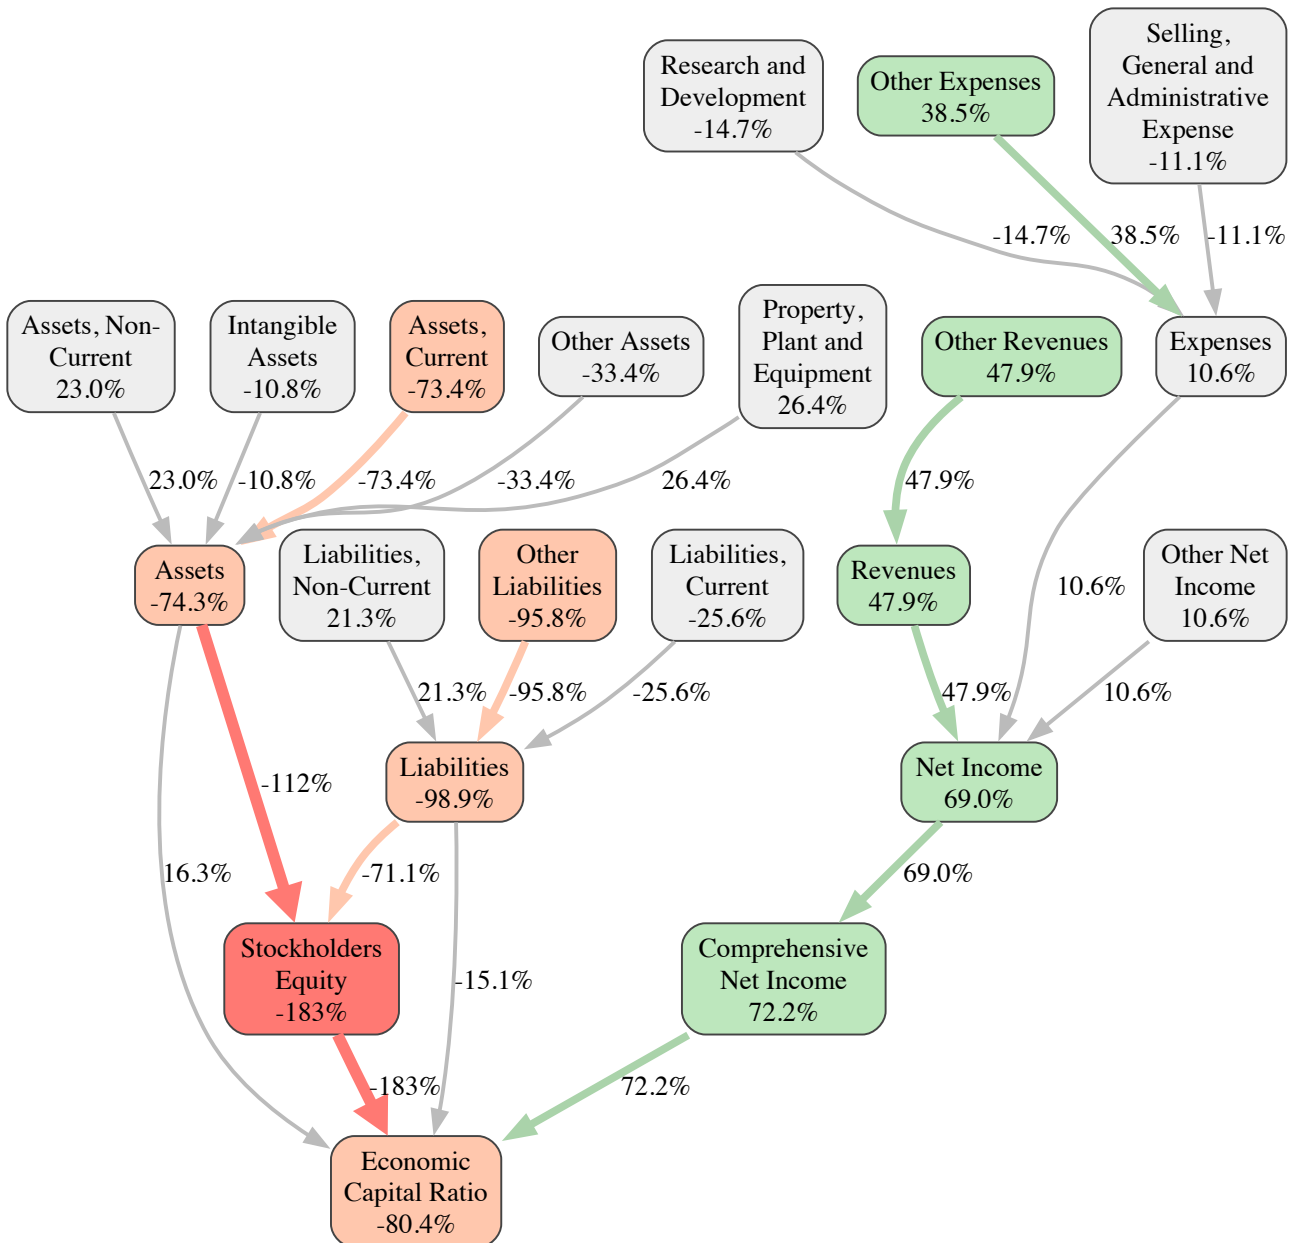 Research and
Development
-14.7%
Other Expenses
38.5%
Selling,
General and
Administrative
Expense
-11.1%
-14.7%
38.5%
-11.1%
Assets, Non-
Current
23.0%
Intangible
Assets
-10.8%
Assets,
Current
-73.4%
Other Assets
-33.4%
Property,
Plant and
Equipment
26.4%
Other Revenues
47.9%
Expenses
10.6%
23.0%
-10.8%
-73.4%
-33.4%
26.4%
47.9%
Assets
-74.3%
Liabilities,
Non-Current
21.3%
Other
Liabilities
-95.8%
Liabilities,
Current
-25.6%
Revenues
47.9%
10.6%
Other Net
Income
10.6%
21.3%
-95.8%
-25.6%
47.9%
10.6%
-112%
Liabilities
-98.9%
Net Income
69.0%
16.3%
-71.1%
69.0%
Stockholders
Equity
-183%
-15.1%
Comprehensive
Net Income
72.2%
-183%
72.2%
Economic
Capital Ratio
-80.4%